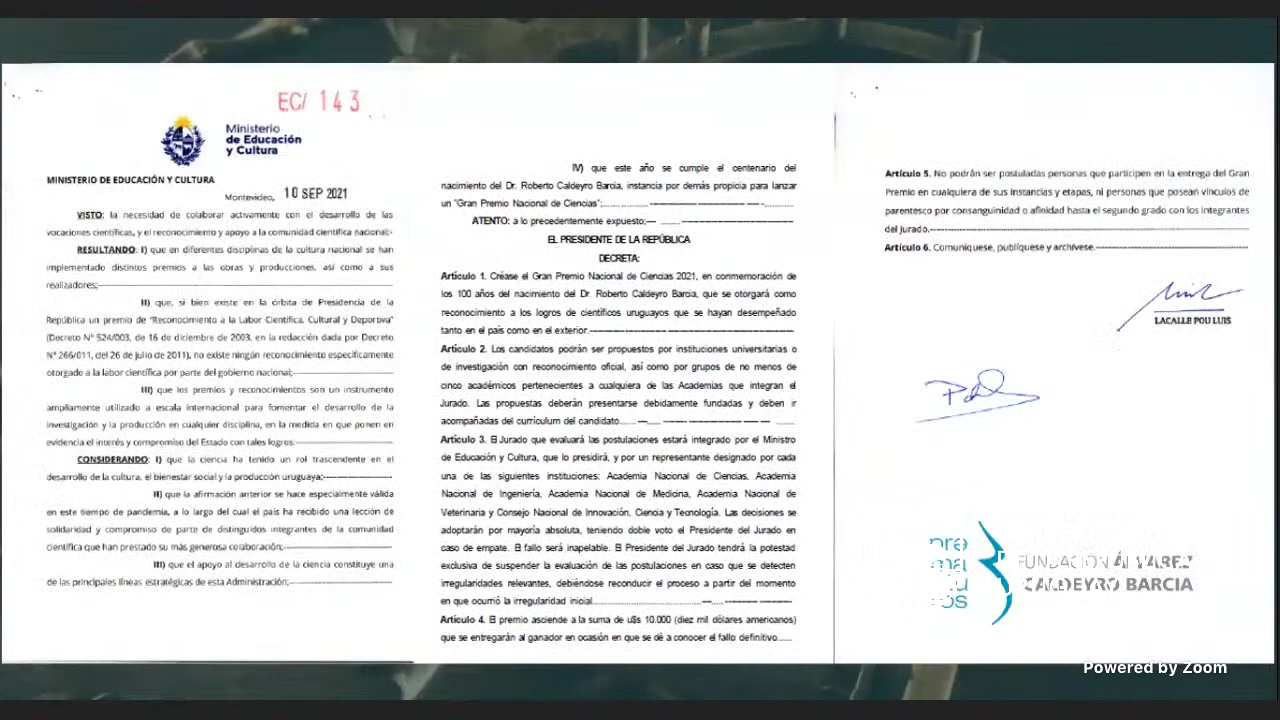 EC/ 143
Ministerio
de Educación
y Cultura
MINISTERIO DE EDUCACIÓN Y CULTURA
Montevideo, 10 SEP 2021
VISTO: la necesidad de colaborar activamente con el desarrollo de las
vocaciones científicas, y el reconocimiento y apoyo a la comunidad científica nacional;-
RESULTANDO: I) que en diferentes disciplinas de la cultura nacional se han
implementado distintos premios a las obras y producciones, así como a sus
realizadores;
II) que, si bien existe en la órbita de Presidencia de la
República un premio de "Reconocimiento a la Labor Científica, Cultural y Deportiva"
(Decreto N° 524/003, de 16 de diciembre de 2003, en la redacción dada por Decreto
N° 266/011, del 26 de julio de 2011), no existe ningún reconocimiento específicamente
otorgado a la labor científica por parte del gobierno nacional;
III) que los premios y reconocimientos son un instrumento
ampliamente utilizado a escala internacional para fomentar el desarrollo de la
investigación y la producción en cualquier disciplina, en la medida en que ponen en
evidencia el interés y compromiso del Estado con tales logros;
CONSIDERANDO: I) que la ciencia ha tenido un rol trascendente en el
desarrollo de la cultura, el bienestar social y la producción uruguaya;
II) que la afirmación anterior se hace especialmente válida
en este tiempo de pandemia, a lo largo del cual el país ha recibido una lección de
solidaridad y compromiso de parte de distinguidos integrantes de la comunidad
científica que han prestado su más generosa colaboración;
III) que el apoyo al desarrollo de la ciencia constituye una
de las principales líneas estratégicas de esta Administración;
IV) que este año se cumple el centenario del
nacimiento del Dr. Roberto Caldeyro Barcia, instancia por demás propicia para lanzar
un "Gran Premio Nacional de Ciencias";
ATENTO: a lo precedentemente expuesto;
EL PRESIDENTE DE LA REPÚBLICA
DECRETA:
Artículo 1. Créase el Gran Premio Nacional de Ciencias 2021, en conmemoración de
los 100 años del nacimiento del Dr. Roberto Caldeyro Barcia, que se otorgará como
reconocimiento a los logros de científicos uruguayos que se hayan desempeñado
tanto en el país como en el exterior.
Artículo 2. Los candidatos podrán ser propuestos por instituciones universitarias o
de investigación con reconocimiento oficial, así como por grupos de no menos de
cinco académicos pertenecientes a cualquiera de las Academias que integran el
Jurado. Las propuestas deberán presentarse debidamente fundadas y deben ir
acompañadas del currículum del candidato.
Artículo 3. El Jurado que evaluará las postulaciones estará integrado por el Ministro
de Educación y Cultura, que lo presidirá, y por un representante designado por cada
una de las siguientes instituciones: Academia Nacional de Ciencias, Academia
Nacional de Ingeniería, Academia Nacional de Medicina, Academia Nacional de
Veterinaria y Consejo Nacional de Innovación, Ciencia y Tecnología. Las decisiones se
adoptarán por mayoría absoluta, teniendo doble voto el Presidente del Jurado en
caso de empate. El fallo será inapelable. El Presidente del Jurado tendrá la potestad
exclusiva de suspender la evaluación de las postulaciones en caso que se detecten
irregularidades relevantes, debiéndose reconducir el proceso a partir del momento
en que ocurrió la irregularidad inicial.
Artículo 4. El premio asciende a la suma de u$s 10.000 (diez mil dólares americanos)
que se entregarán al ganador en ocasión en que se dé a conocer el fallo definitivo.
Artículo 5. No podrán ser postuladas personas que participen en la entrega del Gran
Premio en cualquiera de sus instancias y etapas, ni personas que posean vínculos de
parentesco por consanguinidad o afinidad hasta el segundo grado con los integrantes
del jurado.
Artículo 6. Comuníquese, publíquese y archívese.
LACALLE POU LUIS
pre
ma
tu
ros
FUNDACIÓN ÁLVAREZ
CALDEYRO BARCIA
Powered by Zoom